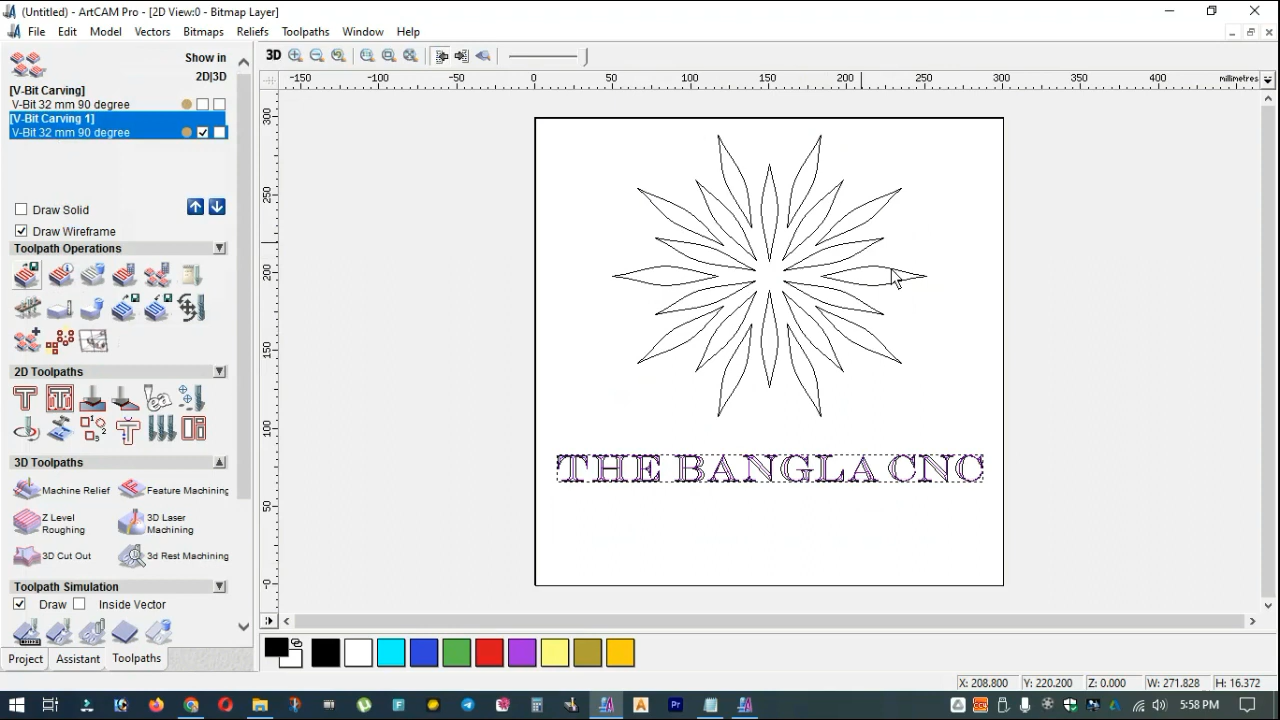 (Untitled) - ArtCAM Pro - [2D View:0 - Bitmap Layer]
File Edit Model Vectors Bitmaps Reliefs Toolpaths Window Help
Show in
2D|3D
3D
-150 -100 -50 0 50 100 150 200 250 300 350 400 millimetres
[V-Bit Carving]
V-Bit 32 mm 90 degree
[V-Bit Carving 1]
V-Bit 32 mm 90 degree
Draw Solid
Draw Wireframe
Toolpath Operations
2D Toolpaths
3D Toolpaths
Machine Relief
Feature Machining
Z Level
Roughing
3D Laser
Machining
3D Cut Out
3d Rest Machining
Toolpath Simulation
Draw
Inside Vector
Project Assistant Toolpaths
300
250
200
150
100
50
-0
THE BANGLA CNC
X: 208.800 Y: 220.200 Z: 0.000 W: 271.828 H: 16.372
5:58 PM